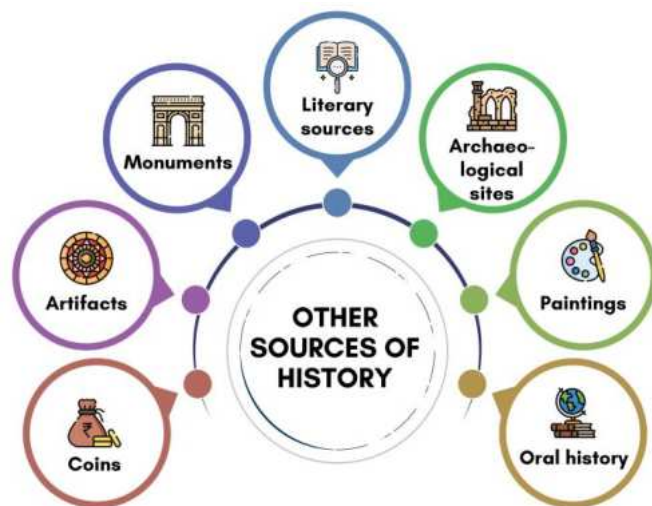 OTHER
SOURCES OF
HISTORY
Coins
₹
Artifacts
Monuments
Literary
sources
Archaeo-
logical
sites
Paintings
Oral history